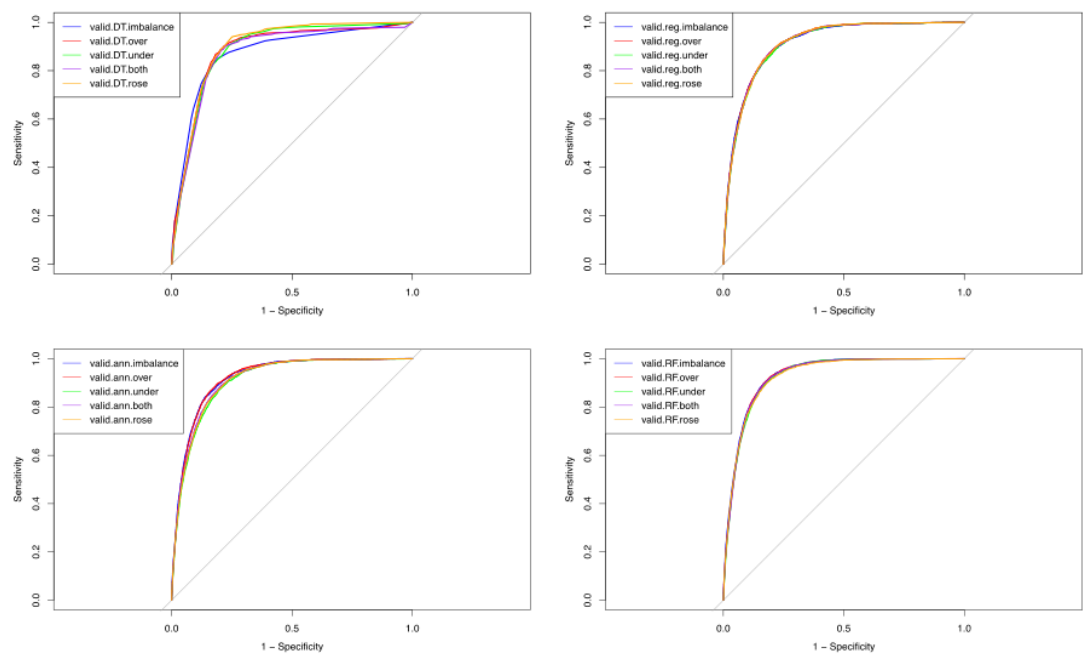 valid.DT.imbalance
valid.DT.over
valid.DT.under
valid.DT.both
valid.DT.rose
Sensitivity
1.0
0.8
0.6
0.4
0.2
0.0
0.0 0.5 1.0
1 − Specificity
valid.reg.imbalance
valid.reg.over
valid.reg.under
valid.reg.both
valid.reg.rose
Sensitivity
1.0
0.8
0.6
0.4
0.2
0.0
0.0 0.5 1.0
1 − Specificity
valid.ann.imbalance
valid.ann.over
valid.ann.under
valid.ann.both
valid.ann.rose
Sensitivity
1.0
0.8
0.6
0.4
0.2
0.0
0.0 0.5 1.0
1 − Specificity
valid.RF.imbalance
valid.RF.over
valid.RF.under
valid.RF.both
valid.RF.rose
Sensitivity
1.0
0.8
0.6
0.4
0.2
0.0
0.0 0.5 1.0
1 − Specificity